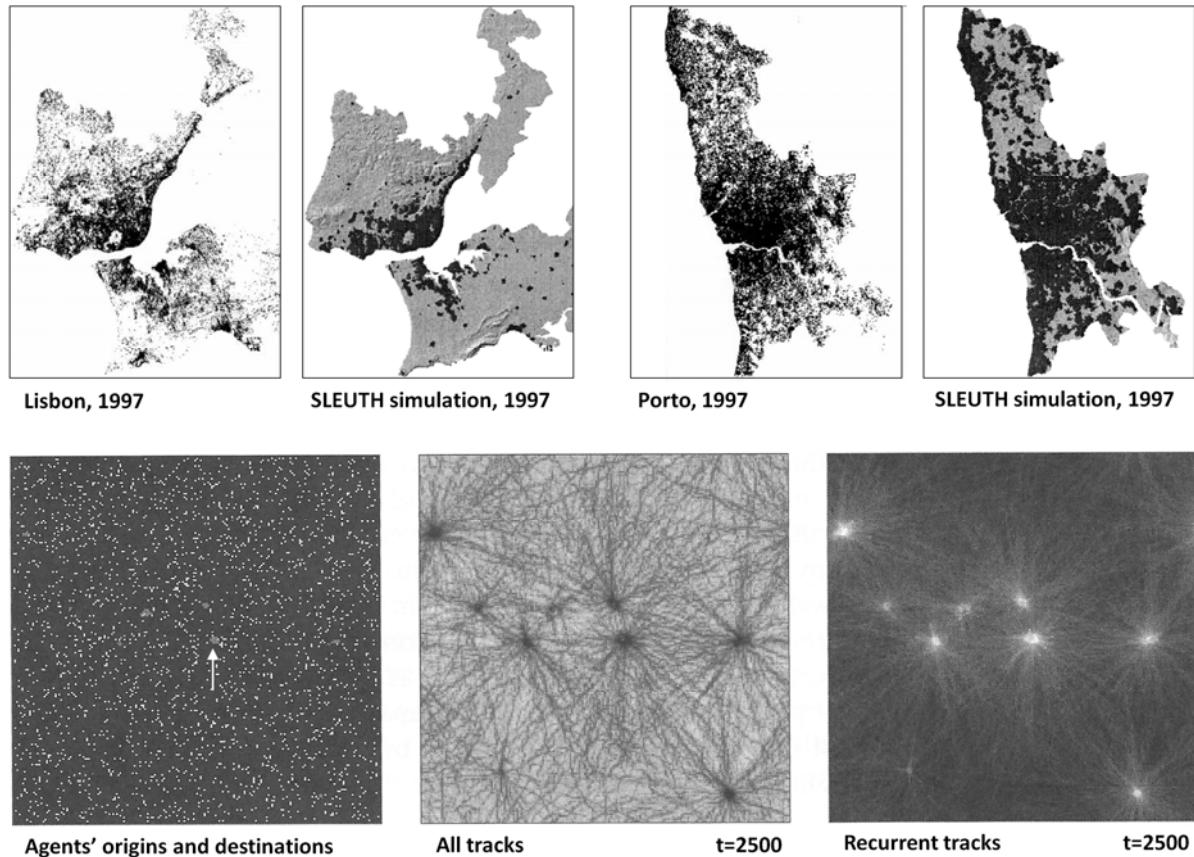 Lisbon, 1997
SLEUTH simulation, 1997
Porto, 1997
SLEUTH simulation, 1997
Agents' origins and destinations
All tracks
t=2500
Recurrent tracks
t=2500